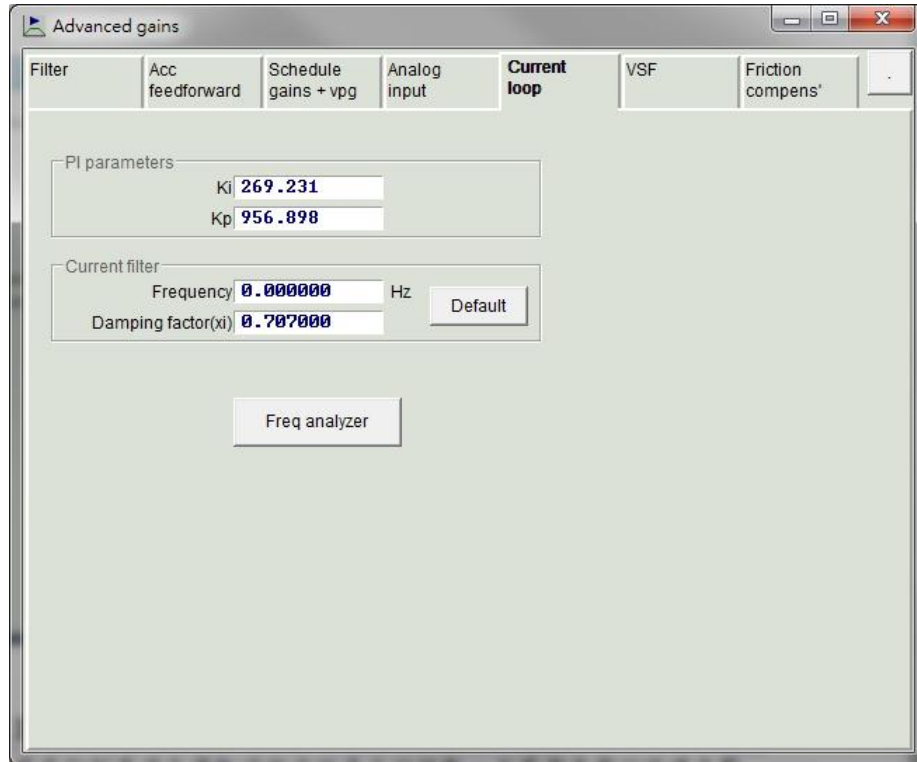 Advanced gains
Filter
Acc
feedforward
Schedule
gains + vpg
Analog
input
Current
loop
VSF
Friction
compens'
.
PI parameters
Ki 269.231
Kp 956.898
Current filter
Frequency 0.000000 Hz
Damping factor(xi) 0.707000
Default
Freq analyzer